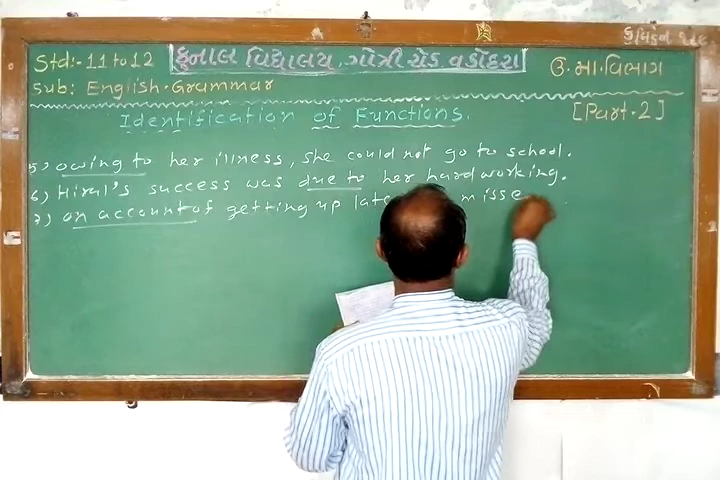 Std:- 11 to 12
કુનાલ વિદ્યાલય ગોત્રી રોડ વડોદરા
ઉ.મા.વિભાગ
Sub: English Grammar
[Part-2]
Identification of Functions.
5) owing to her illness, she could not go to school.
6) Hiral's success was due to her hard working.
7) on account of getting up late misse